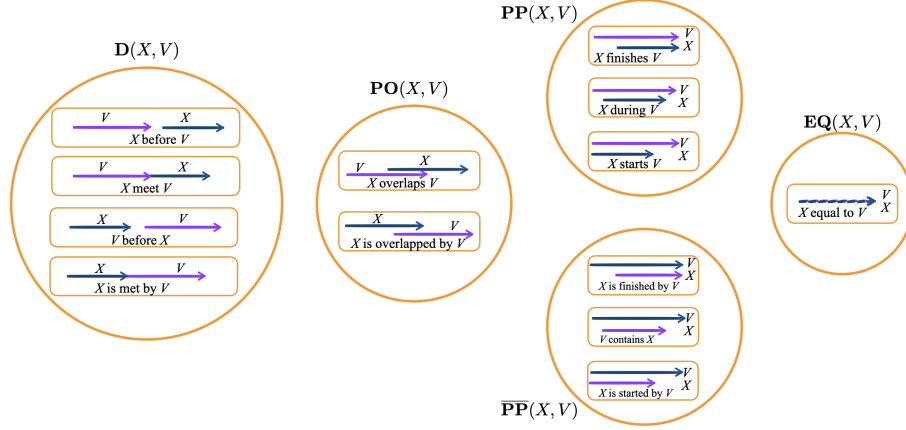 D(X, V)
V X
X before V
V X
X meet V
X V
V before X
X V
X is met by V
PO(X, V)
V X
X overlaps V
X V
X is overlapped by V
PP(X, V)
V
X
X finishes V
V
X
X during V
V
X
X starts V
V
X
X is finished by V
V
X
V contains X
V
X
X is started by V
P̅P̅(X, V)
EQ(X, V)
V
X
X equal to V